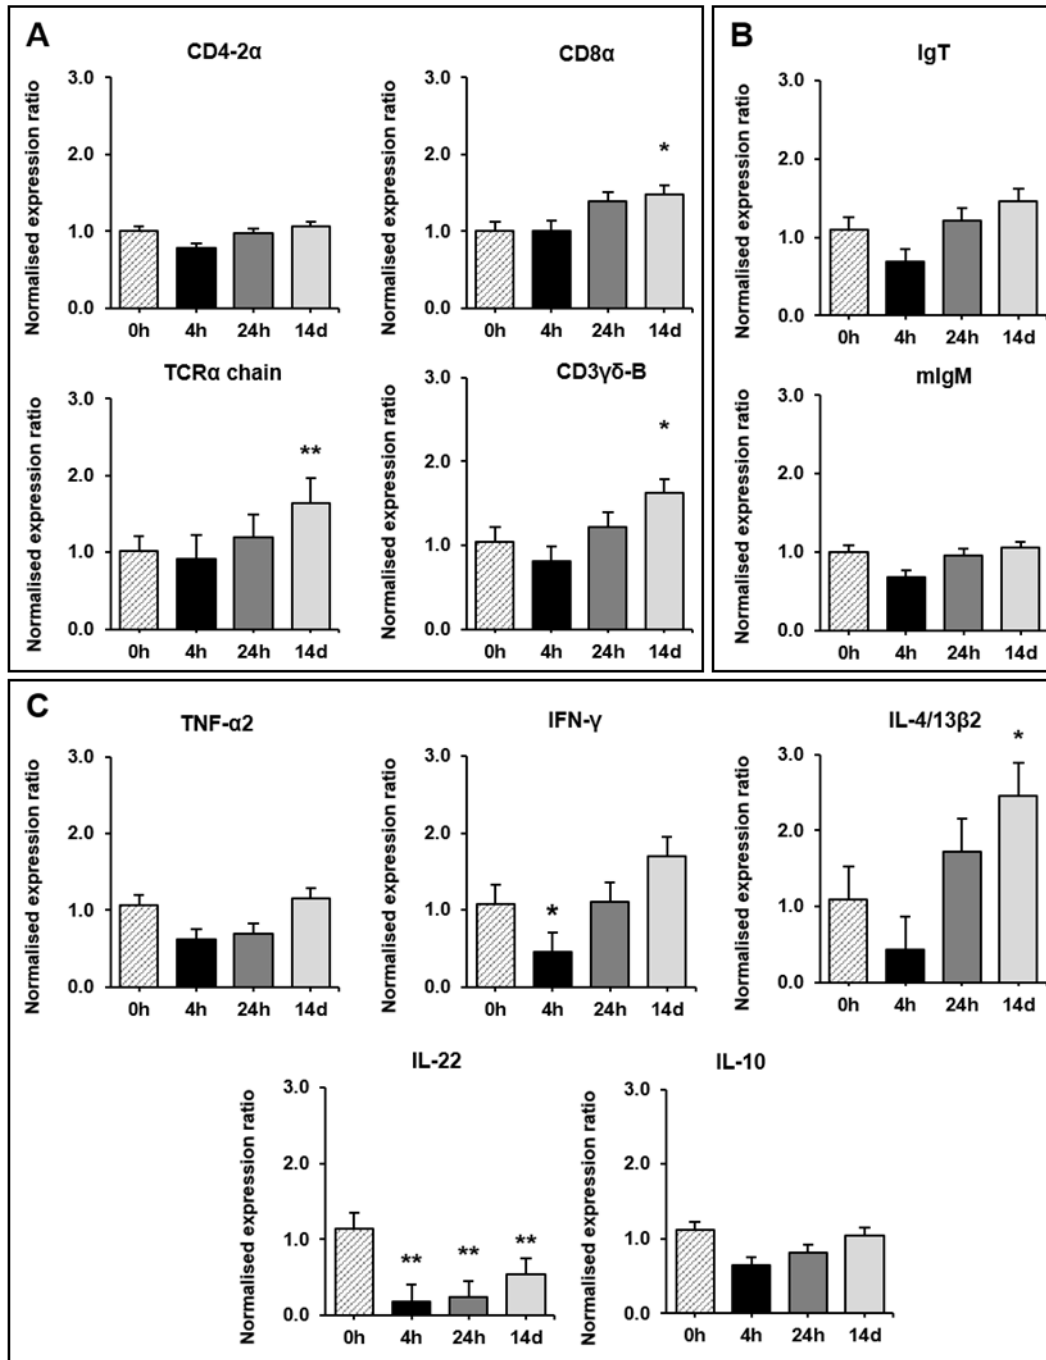 A
CD4-2α
Normalised expression ratio
3.0
2.0
1.0
0.0
0h 4h 24h 14d
CD8α
Normalised expression ratio
3.0
2.0
1.0
0.0
*
0h 4h 24h 14d
TCRα chain
Normalised expression ratio
3.0
2.0
1.0
0.0
**
0h 4h 24h 14d
CD3γδ-B
Normalised expression ratio
3.0
2.0
1.0
0.0
*
0h 4h 24h 14d
B
IgT
Normalised expression ratio
3.0
2.0
1.0
0.0
0h 4h 24h 14d
mIgM
Normalised expression ratio
3.0
2.0
1.0
0.0
0h 4h 24h 14d
C
TNF-α2
Normalised expression ratio
3.0
2.0
1.0
0.0
0h 4h 24h 14d
IFN-γ
Normalised expression ratio
3.0
2.0
1.0
0.0
*
0h 4h 24h 14d
IL-4/13β2
Normalised expression ratio
*
3.0
2.0
1.0
0.0
0h 4h 24h 14d
IL-22
Normalised expression ratio
3.0
2.0
1.0
0.0
** ** **
0h 4h 24h 14d
IL-10
Normalised expression ratio
3.0
2.0
1.0
0.0
0h 4h 24h 14d